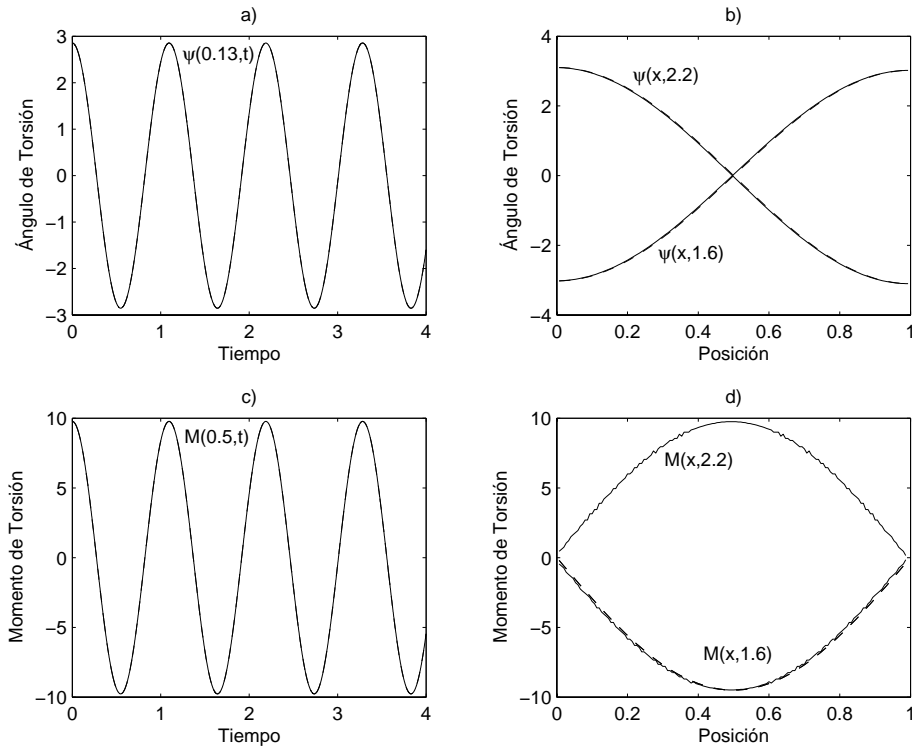 a)
3
2
1
0
−1
−2
−3
ψ(0.13,t)
Ángulo de Torsión
0
1
2
3
4
Tiempo
b)
4
2
0
−2
−4
ψ(x,2.2)
ψ(x,1.6)
Ángulo de Torsión
0
0.2
0.4
0.6
0.8
1
Posición
c)
10
5
0
−5
−10
M(0.5,t)
Momento de Torsión
0
1
2
3
4
Tiempo
d)
10
5
0
−5
−10
M(x,2.2)
M(x,1.6)
Momento de Torsión
0
0.2
0.4
0.6
0.8
1
Posición